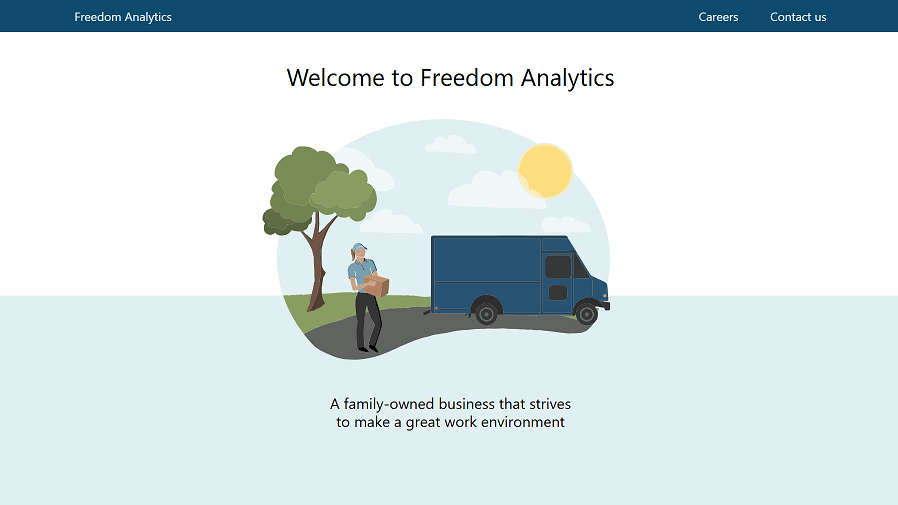 Freedom Analytics
Careers
Contact us
Welcome to Freedom Analytics
A family-owned business that strives
to make a great work environment